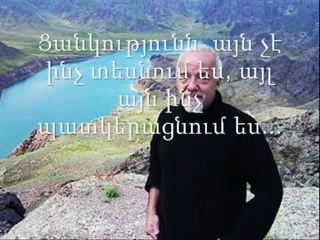 Ցանկությունն այն չէ
ինչ տեսնում ես, այլ
այն ինչ
պատկերացնում ես...